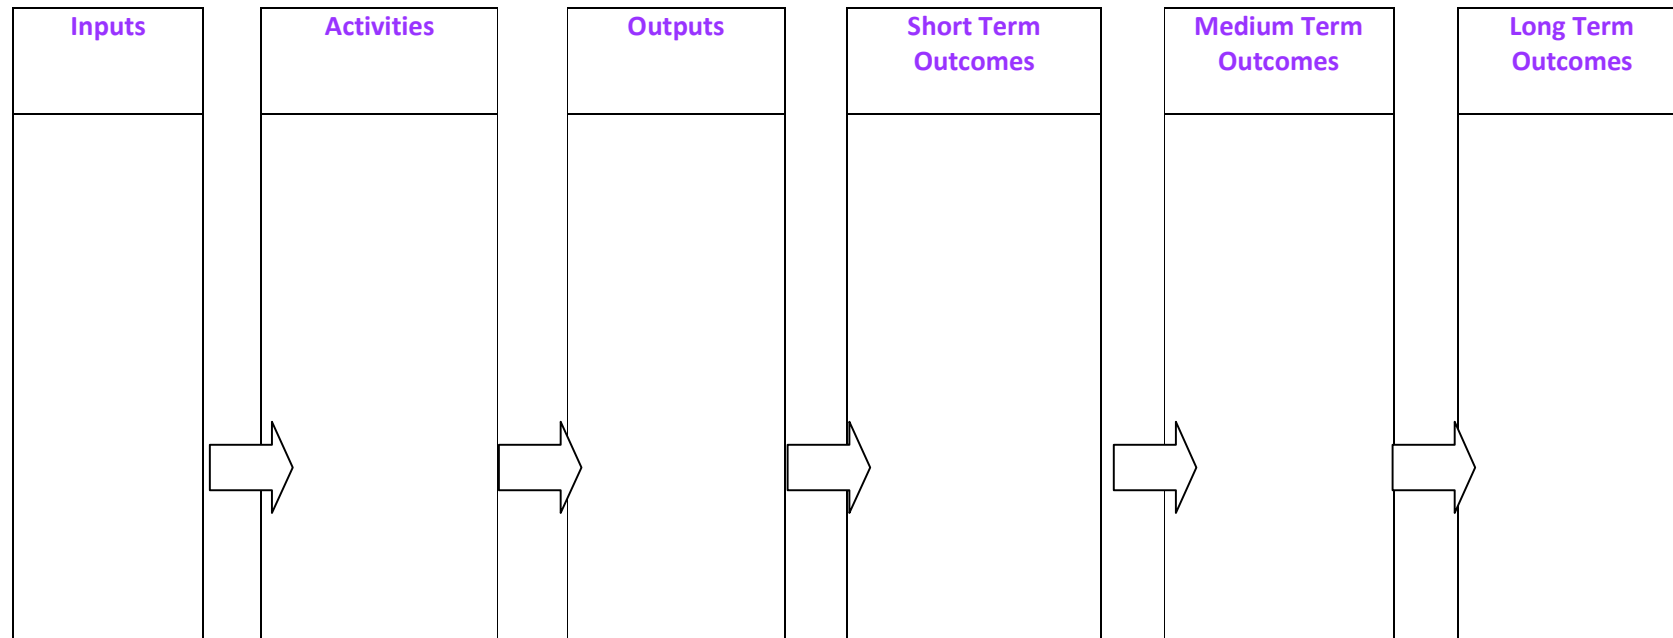 Inputs
Activities
Outputs
Short Term
Outcomes
Medium Term
Outcomes
Long Term
Outcomes